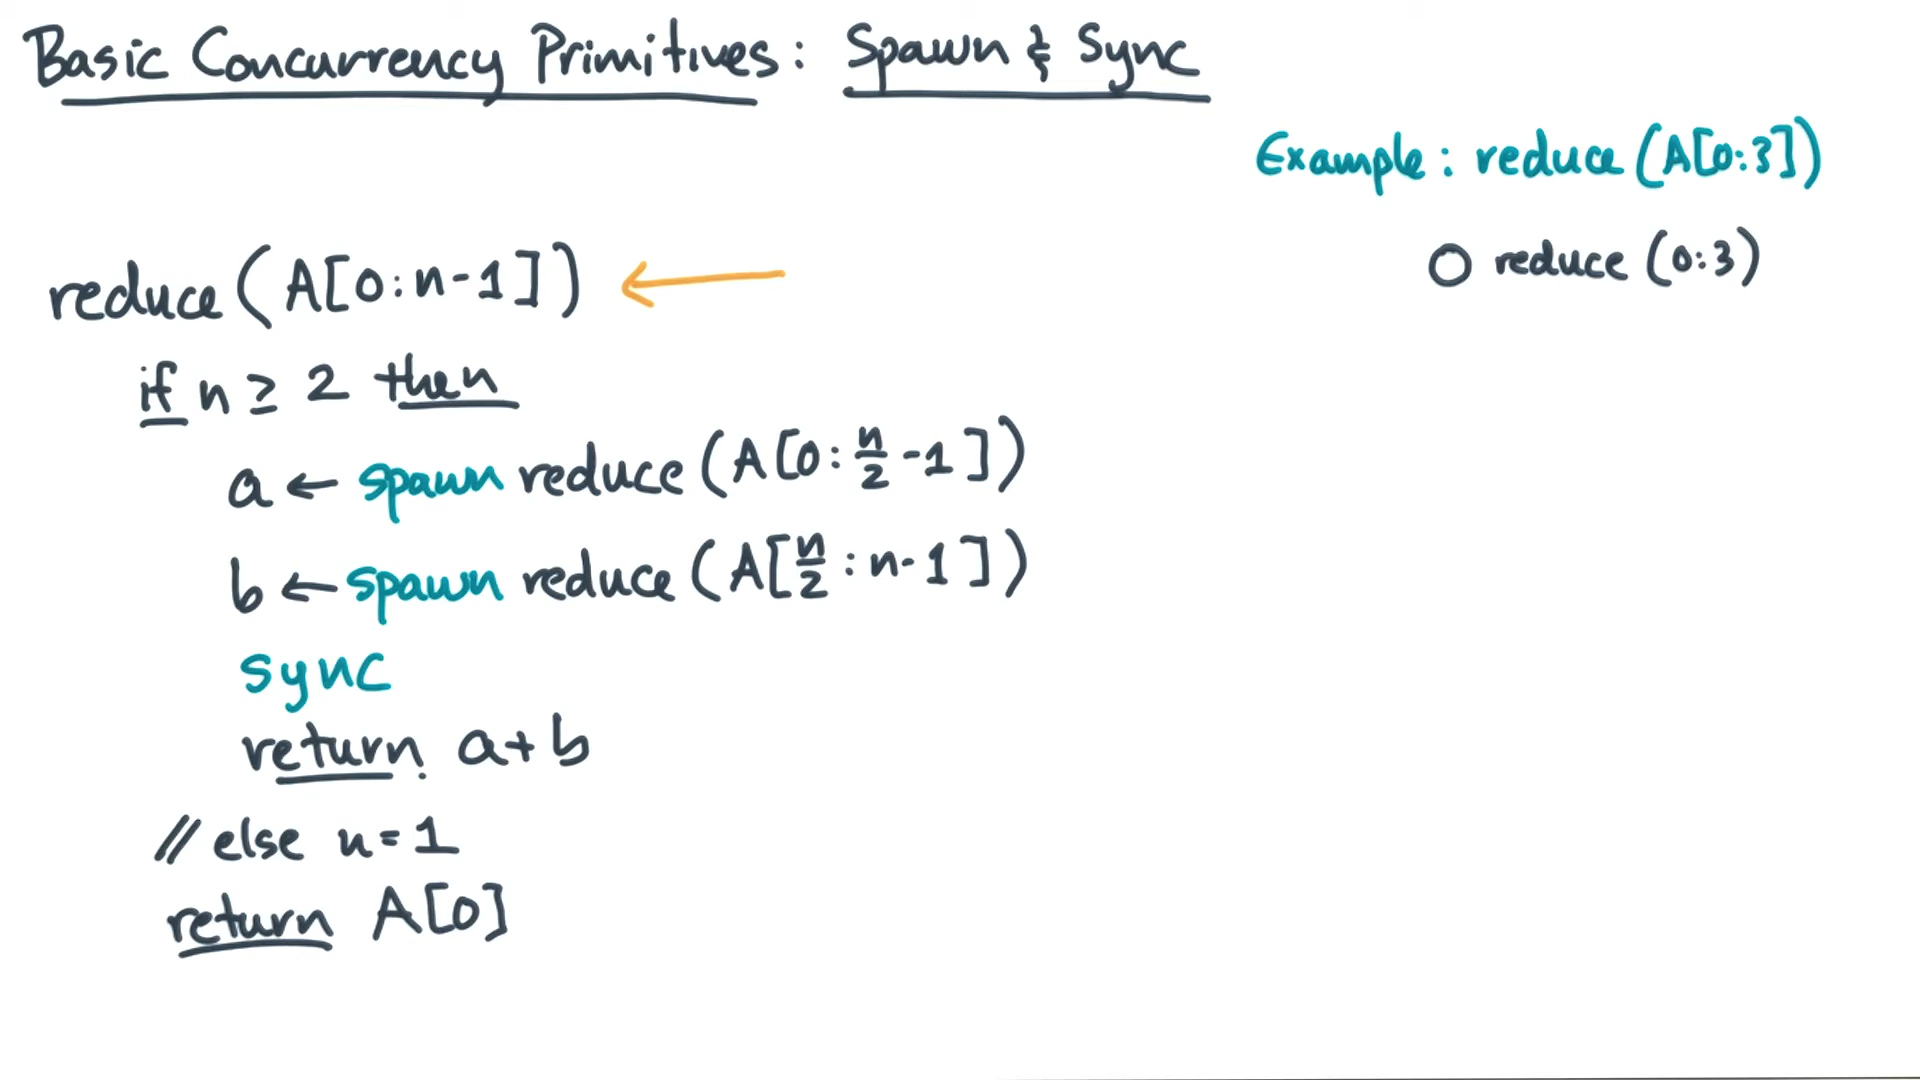 Basic Concurrency Primitives: Spawn & Sync
Example: reduce (A[0:3])
reduce (0:3)
reduce (A[0:n-1]) ←
if n ≥ 2 then
a ← spawn reduce (A[0:n/2-1])
b ← spawn reduce (A[n/2:n-1])
sync
return a+b
// else n=1
return A[0]